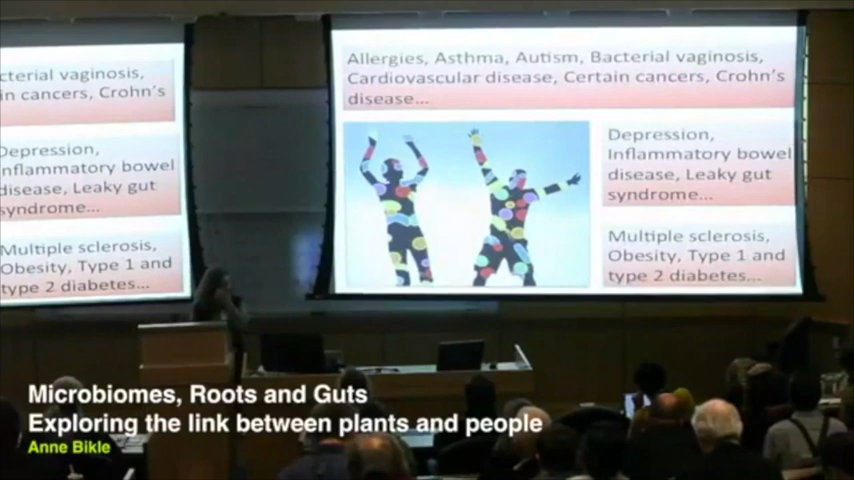 cterial vaginosis,
in cancers, Crohn's
Depression,
nflammatory bowel
disease, Leaky gut
syndrome...
Multiple sclerosis,
Obesity, Type 1 and
type 2 diabetes...
Allergies, Asthma, Autism, Bacterial vaginosis,
Cardiovascular disease, Certain cancers, Crohn's
disease...
Depression,
Inflammatory bowel
disease, Leaky gut
syndrome...
Multiple sclerosis,
Obesity, Type 1 and
type 2 diabetes...
Microbiomes, Roots and Guts
Exploring the link between plants and people
Anne Bikle